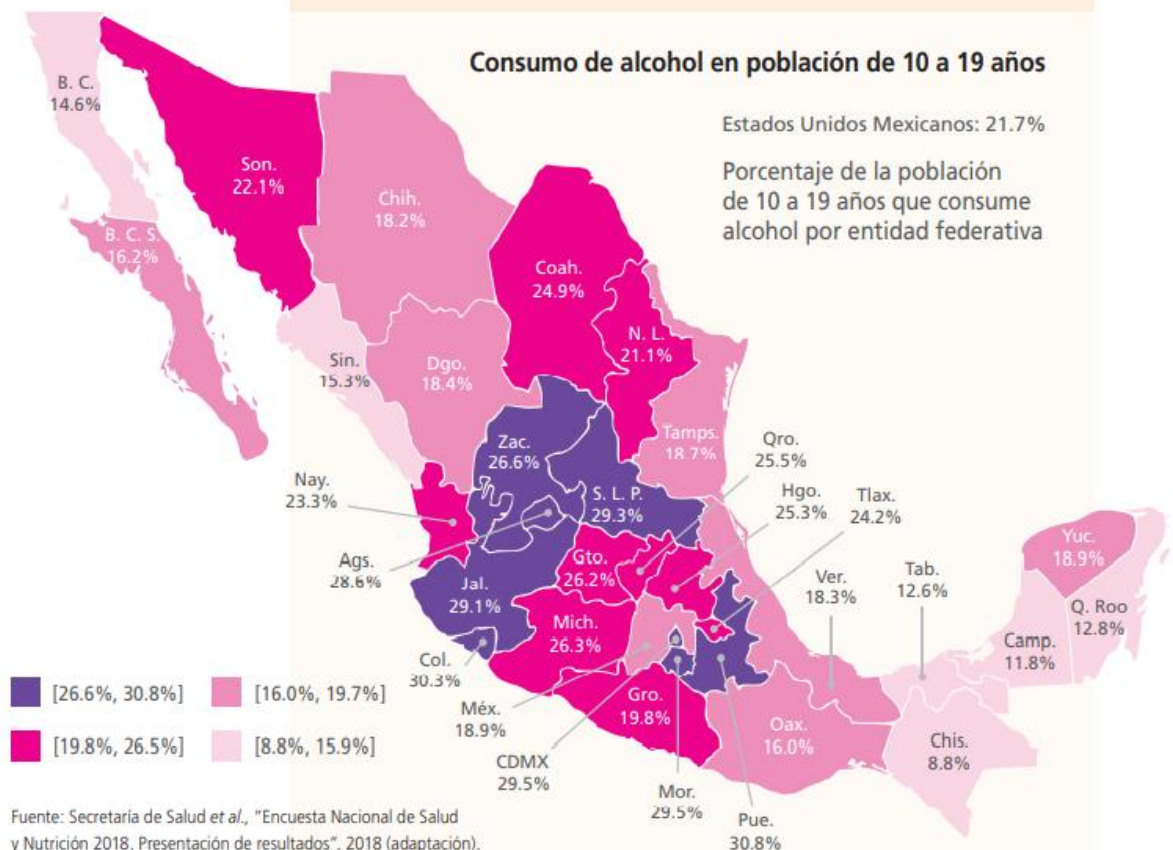 Consumo de alcohol en población de 10 a 19 años
Estados Unidos Mexicanos: 21.7%
Porcentaje de la población
de 10 a 19 años que consume
alcohol por entidad federativa
B. C.
14.6%
Son.
22.1%
Chih.
18.2%
B. C. S.
16.2%
Coah.
24.9%
N. L.
21.1%
Sin.
15.3%
Dgo.
18.4%
Tamps.
18.7%
Zac.
26.6%
Qro.
25.5%
Nay.
23.3%
S. L. P.
29.3%
Hgo.
25.3%
Tlax.
24.2%
Ags.
28.6%
Gto.
26.2%
Yuc.
18.9%
Jal.
29.1%
Ver.
18.3%
Tab.
12.6%
Q. Roo
12.8%
Mich.
26.3%
Camp.
11.8%
Col.
30.3%
Méx.
18.9%
Gro.
19.8%
Oax.
16.0%
Chis.
8.8%
CDMX
29.5%
Mor.
29.5%
Pue.
30.8%
[26.6%, 30.8%]
[16.0%, 19.7%]
[19.8%, 26.5%]
[8.8%, 15.9%]
Fuente: Secretaría de Salud et al., "Encuesta Nacional de Salud
y Nutrición 2018. Presentación de resultados", 2018 (adaptación).